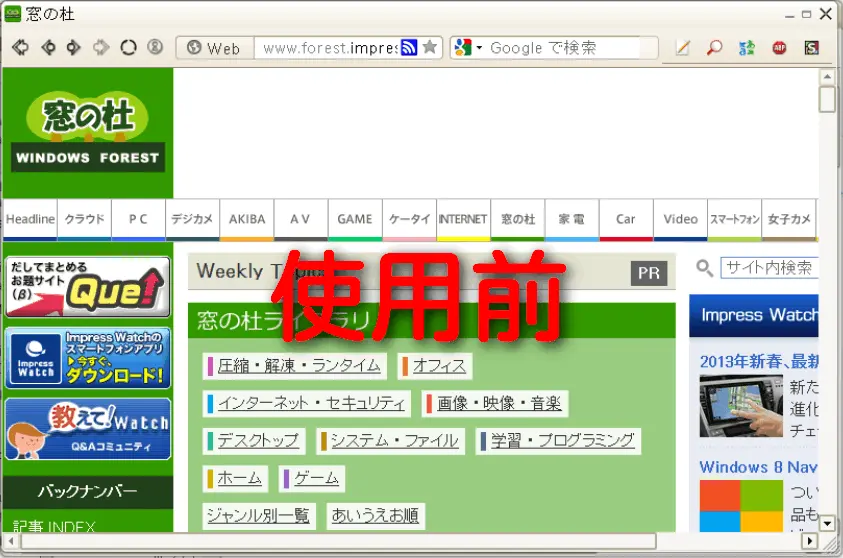 窓の杜
Web
www.forest.impres
Google で検索
窓の杜
WINDOWS FOREST
Headline クラウド PC デジカメ AKIBA AV GAME ケータイ INTERNET 窓の杜 家電 Car Video スマートフォン 女子カメ
だしてまとめる
お題サイト
(β)
Que!
Impress Watchの
スマートフォンアプリ
今すぐ、
ダウンロード!
Impress
Watch
教えて!Watch
Q&Aコミュニティ
バックナンバー
記事 INDEX
Weekly
PR
使用前
窓の杜ライブラリ
圧縮・解凍・ランタイム
オフィス
インターネット・セキュリティ
画像・映像・音楽
デスクトップ
システム・ファイル
学習・プログラミング
ホーム
ゲーム
ジャンル別一覧
あいうえお順
サイト内検索
Impress Watch
2013年新春、最新
新た
進化
チェ
Windows 8 Nav
つい
品も